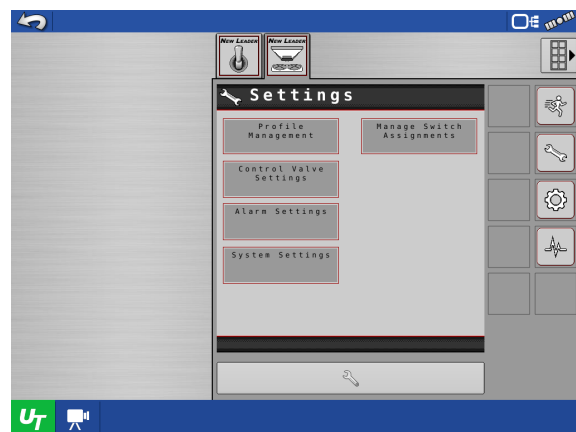 NEW LEADER
NEW LEADER
Settings
Profile
Management
Manage Switch
Assignments
Control Valve
Settings
Alarm Settings
System Settings
UT